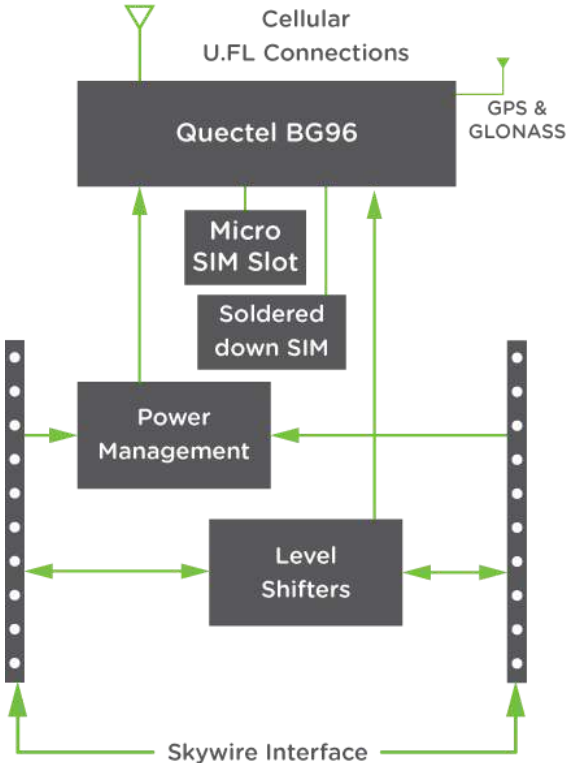 Cellular
U.FL Connections
Quectel BG96
GPS &
GLONASS
Micro
SIM Slot
Soldered
down SIM
Power
Management
Level
Shifters
Skywire Interface